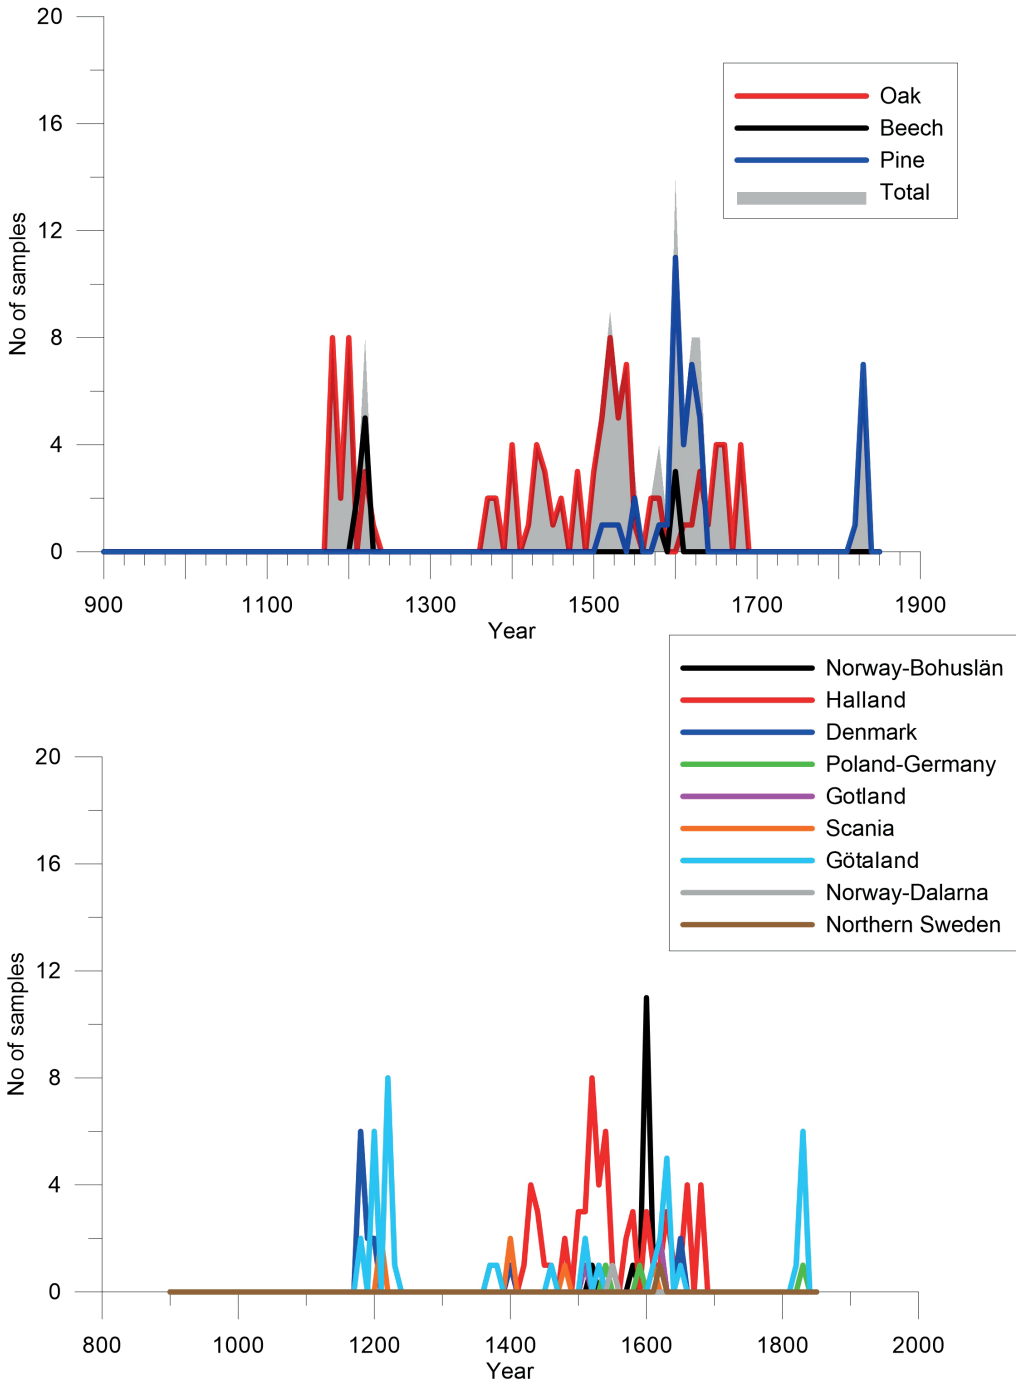 20
16
12
8
4
0
No of samples
Oak
Beech
Pine
Total
900 1100 1300 1500 1700 1900
Year
Norway-Bohuslän
Halland
Denmark
Poland-Germany
Gotland
Scania
Götaland
Norway-Dalarna
Northern Sweden
20
16
12
8
4
0
No of samples
800 1000 1200 1400 1600 1800 2000
Year